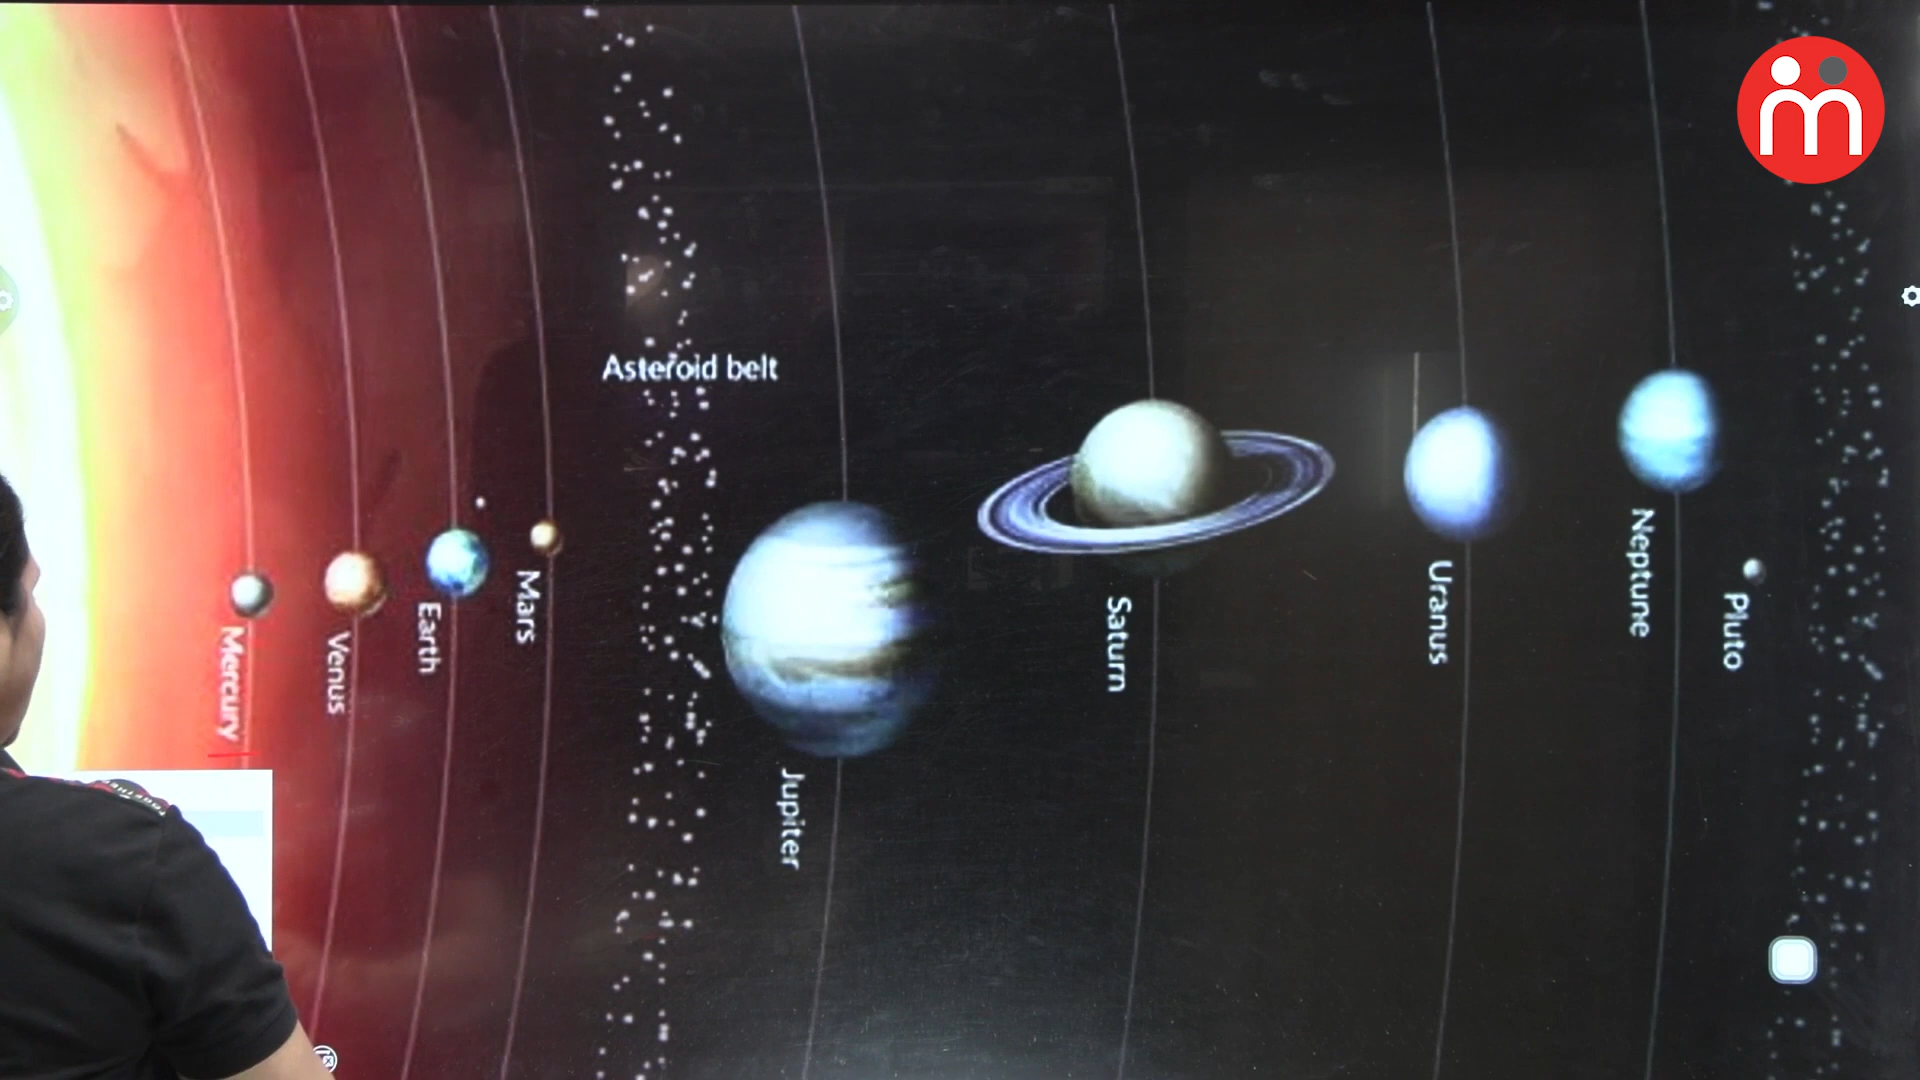 Asteroid belt
Mercury
Venus
Earth
Mars
Jupiter
Saturn
Uranus
Neptune
Pluto